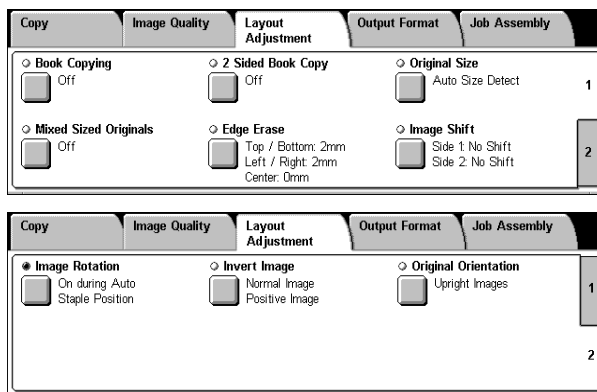 Copy
Image Quality
Layout
Adjustment
Output Format
Job Assembly
Book Copying
Off
2 Sided Book Copy
Off
Original Size
Auto Size Detect
1
Mixed Sized Originals
Off
Edge Erase
Top / Bottom: 2mm
Left / Right: 2mm
Center: 0mm
Image Shift
Side 1: No Shift
Side 2: No Shift
2
Copy
Image Quality
Layout
Adjustment
Output Format
Job Assembly
Image Rotation
On during Auto
Staple Position
Invert Image
Normal Image
Positive Image
Original Orientation
Upright Images
1
2